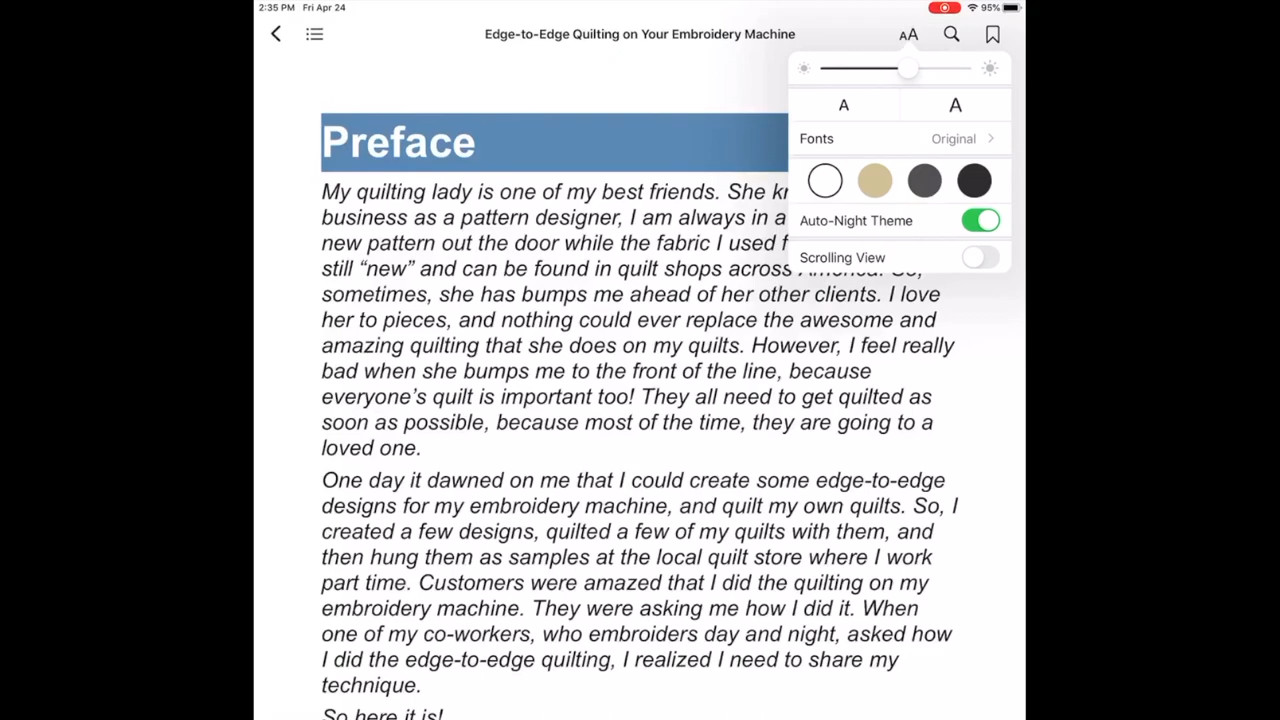 2:35 PM Fri Apr 24 95%
Edge-to-Edge Quilting on Your Embroidery Machine AA
A A
Fonts Original
Auto-Night Theme
Scrolling View
Preface
My quilting lady is one of my best friends. She
business as a pattern designer, I am always in a
new pattern out the door while the fabric I used
still “new” and can be found in quilt shops across America. So,
sometimes, she has bumps me ahead of her other clients. I love
her to pieces, and nothing could ever replace the awesome and
amazing quilting that she does on my quilts. However, I feel really
bad when she bumps me to the front of the line, because
everyone’s quilt is important too! They all need to get quilted as
soon as possible, because most of the time, they are going to a
loved one.
One day it dawned on me that I could create some edge-to-edge
designs for my embroidery machine, and quilt my own quilts. So, I
created a few designs, quilted a few of my quilts with them, and
then hung them as samples at the local quilt store where I work
part time. Customers were amazed that I did the quilting on my
embroidery machine. They were asking me how I did it. When
one of my co-workers, who embroiders day and night, asked how
I did the edge-to-edge quilting, I realized I need to share my
technique.
So here it is!